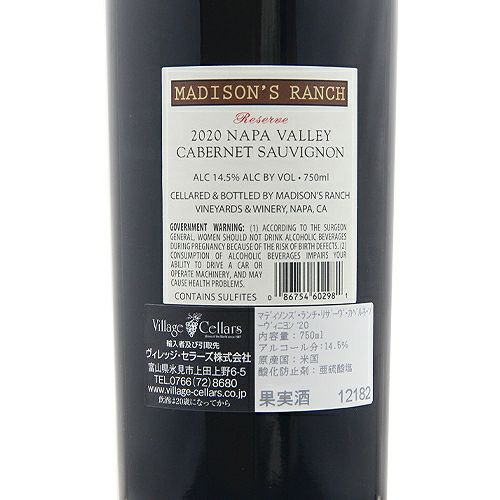 MADISON'S RANCH
Reserve
2020 NAPA VALLEY
CABERNET SAUVIGNON
ALC 14.5% ALC BY VOL • 750ml
CELLARED & BOTTLED BY MADISON'S RANCH
VINEYARDS & WINERY, NAPA, CA
GOVERNMENT WARNING: (1) ACCORDING TO THE SURGEON
GENERAL, WOMEN SHOULD NOT DRINK ALCOHOLIC BEVERAGES
DURING PREGNANCY BECAUSE OF THE RISK OF BIRTH DEFECTS. (2)
CONSUMPTION OF ALCOHOLIC BEVERAGES IMPAIRS YOUR
ABILITY TO DRIVE A CAR OR
OPERATE MACHINERY, AND MAY
CAUSE HEALTH PROBLEMS.
CONTAINS SULFITES
0 86754 60298 1
Village Cellars
輸入者及び引取先
ヴィレッジ・セラーズ株式会社
富山県氷見市上田上野6-5
TEL.0766(72)8680
www.village-cellars.co.jp
飲酒は20歳になってから
マディソンズ・ランチ・リザーヴ・カベルネ・ソ
ーヴィニヨン '20
内容量：750ml
アルコール分：14.5%
原産国：米国
酸化防止剤：亜硫酸塩
果実酒 12182